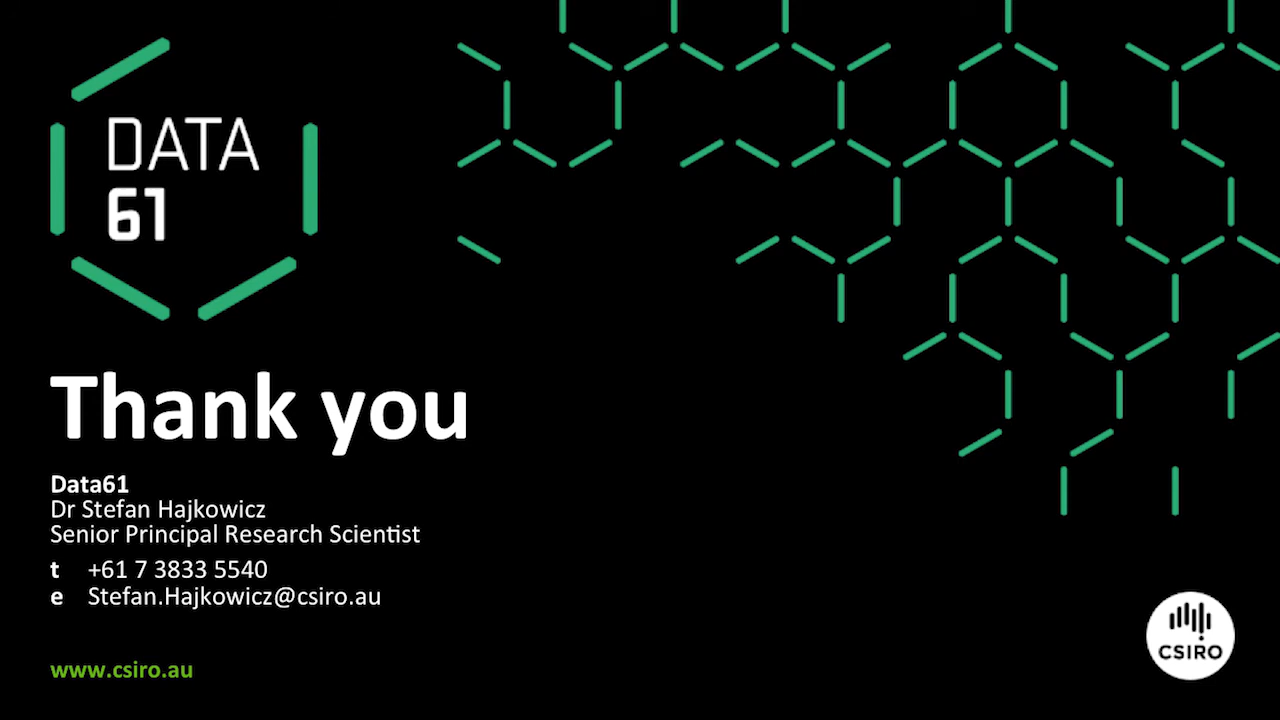 DATA
61
Thank you
Data61
Dr Stefan Hajkowicz
Senior Principal Research Scientist
t +61 7 3833 5540
e Stefan.Hajkowicz@csiro.au
www.csiro.au
CSIRO